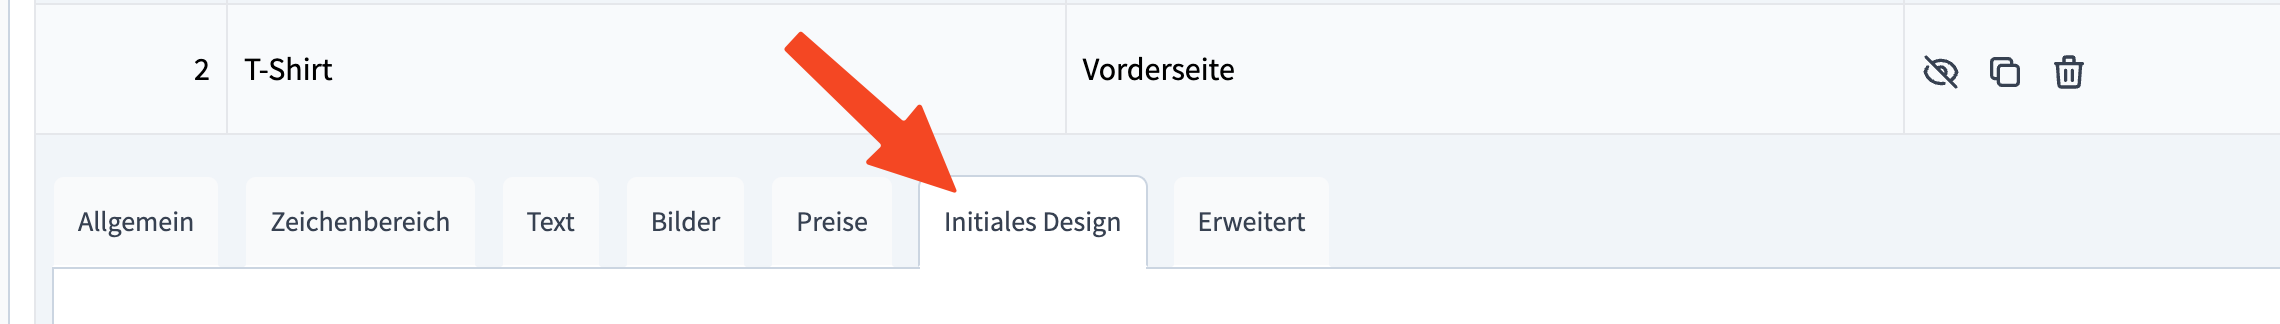 2 T-Shirt Vorderseite
Allgemein Zeichenbereich Text Bilder Preise Initiales Design Erweitert